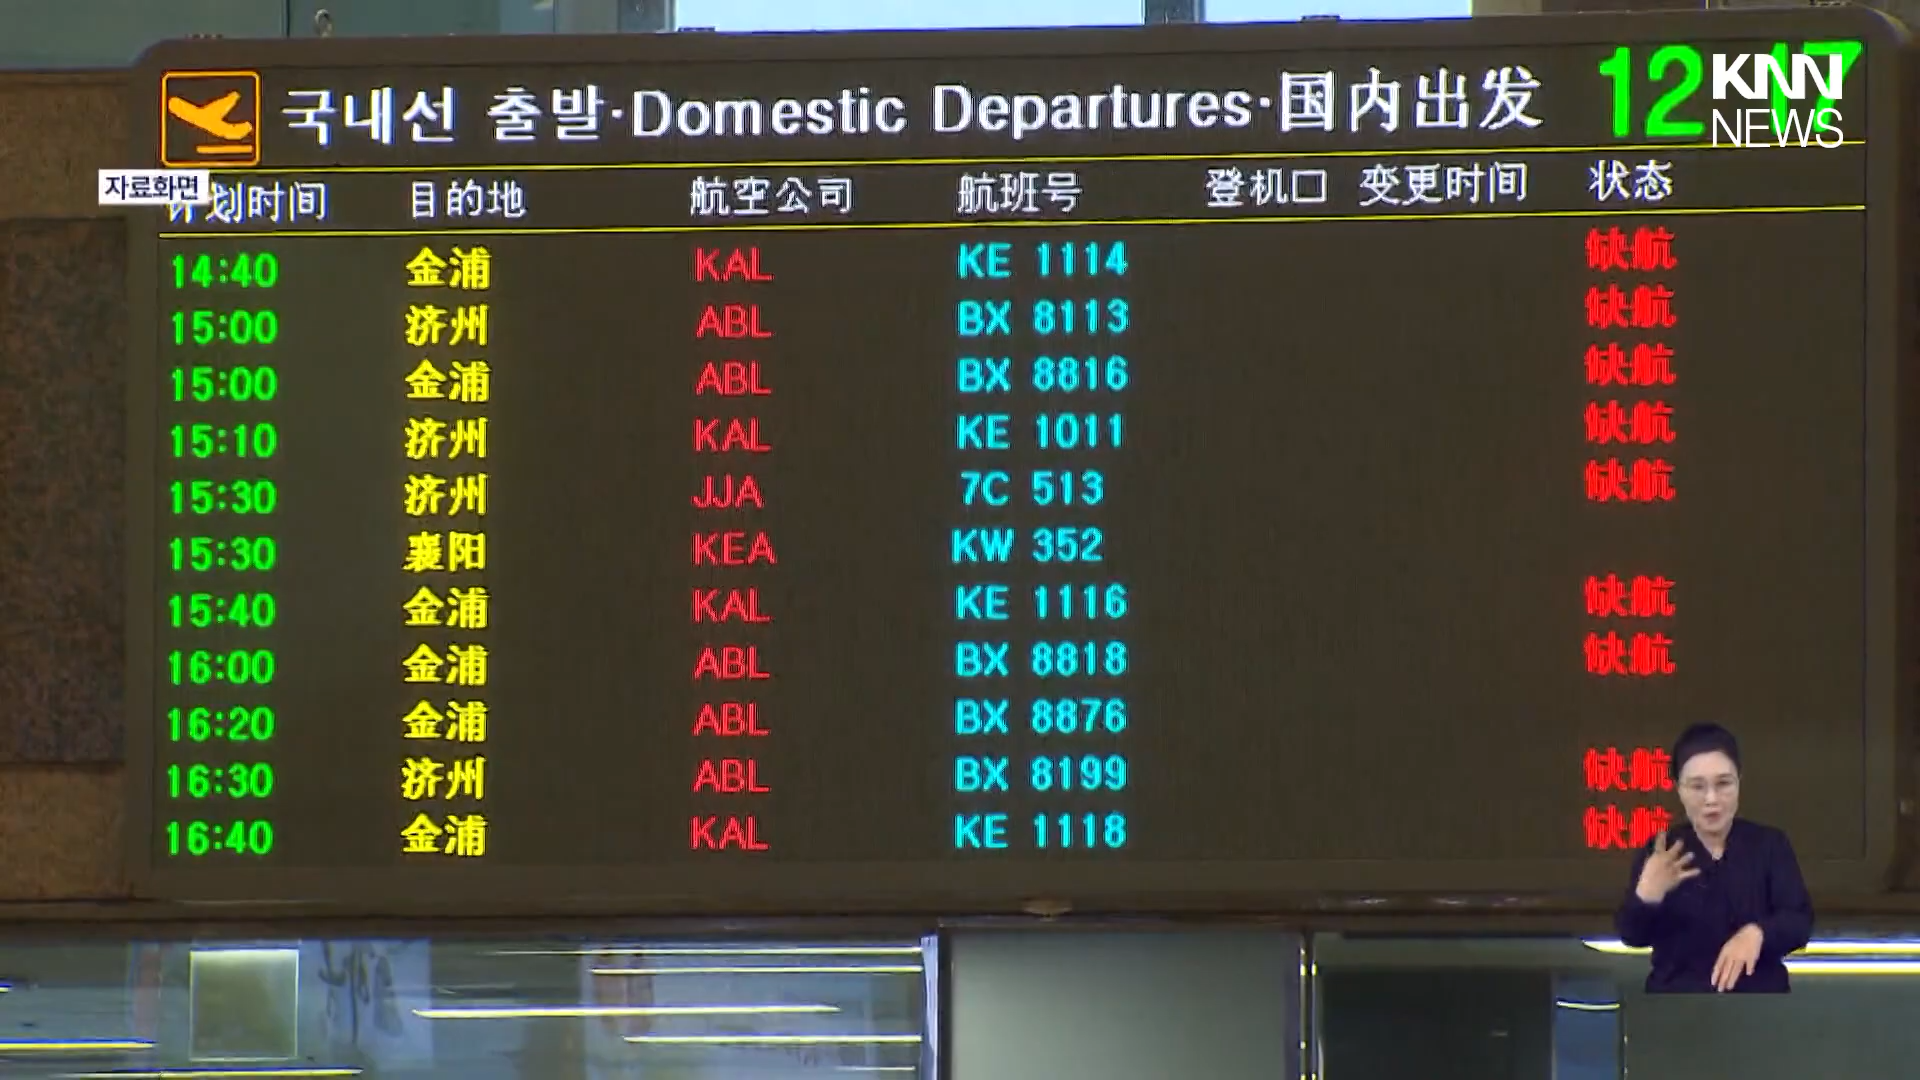 국내선 출발·Domestic Departures·国内出发 12:17
KNN
NEWS
자료화면
计划时间 目的地 航空公司 航班号 登机口 变更时间 状态
14:40 金浦 KAL KE 1114 缺航
15:00 济州 ABL BX 8113 缺航
15:00 金浦 ABL BX 8816 缺航
15:10 济州 KAL KE 1011 缺航
15:30 济州 JJA 7C 513 缺航
15:30 襄阳 KEA KW 352
15:40 金浦 KAL KE 1116 缺航
16:00 金浦 ABL BX 8818 缺航
16:20 金浦 ABL BX 8876
16:30 济州 ABL BX 8199 缺航
16:40 金浦 KAL KE 1118 缺航